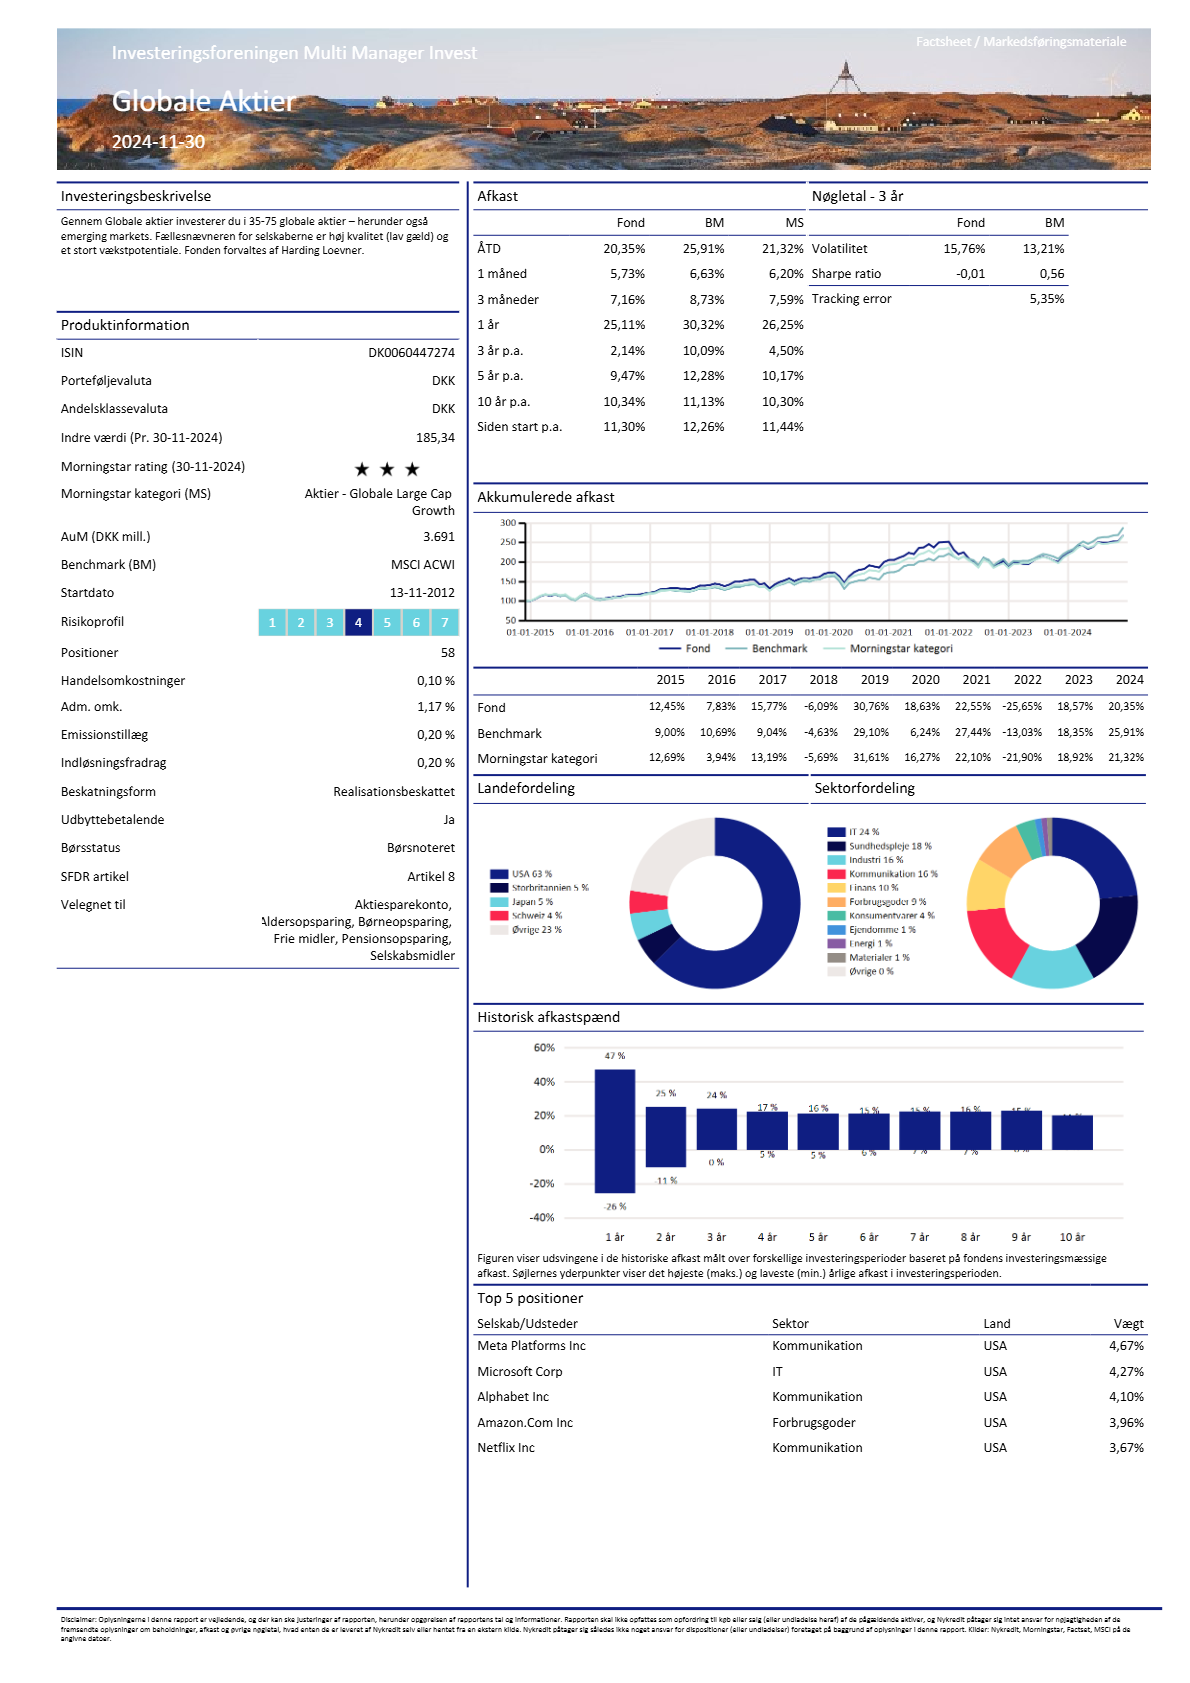 Investeringsforeningen Multi Manager Invest
Factsheet / Markedsføringsmateriale
Globale Aktier
2024-11-30
Investeringsbeskrivelse
Gennem Globale aktier investerer du i 35-75 globale aktier – herunder også
emerging markets. Fællesnævneren for selskaberne er høj kvalitet (lav gæld) og
et stort vækstpotentiale. Fonden forvaltes af Harding Loevner.
Produktinformation
ISIN DK0060447274
Porteføljevaluta DKK
Andelsklassevaluta DKK
Indre værdi (Pr. 30-11-2024) 185,34
Morningstar rating (30-11-2024) ★ ★ ★
Morningstar kategori (MS) Aktier - Globale Large Cap
Growth
AuM (DKK mill.) 3.691
Benchmark (BM) MSCI ACWI
Startdato 13-11-2012
Risikoprofil 1 2 3 4 5 6 7
Positioner 58
Handelsomkostninger 0,10 %
Adm. omk. 1,17 %
Emissionstillæg 0,20 %
Indløsningsfradrag 0,20 %
Beskatningsform Realisationsbeskattet
Udbyttebetalende Ja
Børsstatus Børsnoteret
SFDR artikel Artikel 8
Velegnet til Aktiesparekonto,
Aldersopsparing, Børneopsparing,
Frie midler, Pensionsopsparing,
Selskabsmidler
Afkast
Fond BM MS
ÅTD 20,35% 25,91% 21,32%
1 måned 5,73% 6,63% 6,20%
3 måneder 7,16% 8,73% 7,59%
1 år 25,11% 30,32% 26,25%
3 år p.a. 2,14% 10,09% 4,50%
5 år p.a. 9,47% 12,28% 10,17%
10 år p.a. 10,34% 11,13% 10,30%
Siden start p.a. 11,30% 12,26% 11,44%
Nøgletal - 3 år
Fond BM
Volatilitet 15,76% 13,21%
Sharpe ratio -0,01 0,56
Tracking error 5,35%
Akkumulerede afkast
300
250
200
150
100
50
01-01-2015 01-01-2016 01-01-2017 01-01-2018 01-01-2019 01-01-2020 01-01-2021 01-01-2022 01-01-2023 01-01-2024
Fond Benchmark Morningstar kategori
2015 2016 2017 2018 2019 2020 2021 2022 2023 2024
Fond 12,45% 7,83% 15,77% -6,09% 30,76% 18,63% 22,55% -25,65% 18,57% 20,35%
Benchmark 9,00% 10,69% 9,04% -4,63% 29,10% 6,24% 27,44% -13,03% 18,35% 25,91%
Morningstar kategori 12,69% 3,94% 13,19% -5,69% 31,61% 16,27% 22,10% -21,90% 18,92% 21,32%
Landefordeling
USA 63 %
Storbritannien 5 %
Japan 5 %
Schweiz 4 %
Øvrige 23 %
Sektorfordeling
IT 24 %
Sundhedspleje 18 %
Industri 16 %
Kommunikation 16 %
Finans 10 %
Forbrugsgoder 9 %
Konsumentvarer 4 %
Ejendomme 1 %
Energi 1 %
Materialer 1 %
Øvrige 0 %
Historisk afkastspænd
60%
40%
20%
0%
-20%
-40%
47 % 25 % 24 % 17 % 16 % 15 % 15 % 16 % 15 %
-26 % -11 % 0 % 5 % 5 % 6 % 7 % 7 %
1 år 2 år 3 år 4 år 5 år 6 år 7 år 8 år 9 år 10 år
Figuren viser udsvingene i de historiske afkast målt over forskellige investeringsperioder baseret på fondens investeringsmæssige
afkast. Søjlernes yderpunkter viser det højeste (maks.) og laveste (min.) årlige afkast i investeringsperioden.
Top 5 positioner
Selskab/Udsteder Sektor Land Vægt
Meta Platforms Inc Kommunikation USA 4,67%
Microsoft Corp IT USA 4,27%
Alphabet Inc Kommunikation USA 4,10%
Amazon.Com Inc Forbrugsgoder USA 3,96%
Netflix Inc Kommunikation USA 3,67%
Disclaimer: Oplysningerne i denne rapport er vejledende, og der kan ske justeringer af rapporten, herunder opgørelsen af rapportens tal og informationer. Rapporten skal ikke opfattes som opfordring til køb eller salg (eller undladelse heraf) af de pågældende aktiver, og Nykredit påtager sig intet ansvar for nøjagtigheden af de
fremsendte oplysninger om beholdninger, afkast og øvrige nøgletal, hvad enten de er leveret af Nykredit selv eller hentet fra en ekstern kilde. Nykredit påtager sig således ikke noget ansvar for dispositioner (eller undladelser) foretaget på baggrund af oplysninger i denne rapport. Kilder: Nykredit, Morningstar, Factset, MSCI på de
angivne datoer.